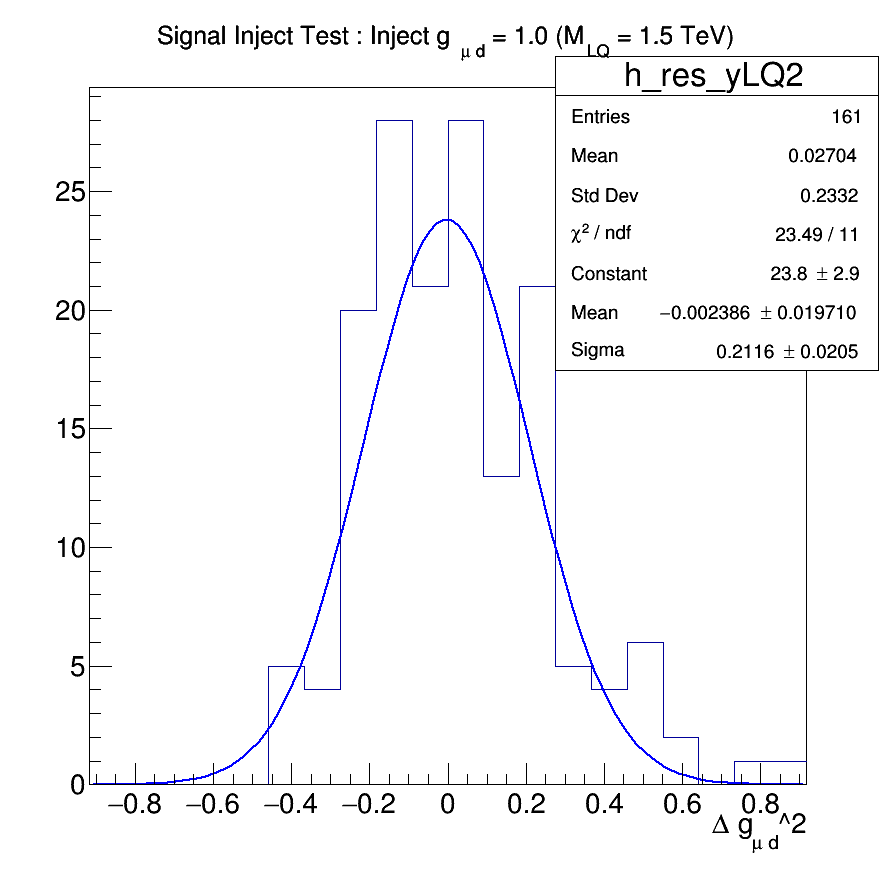 Signal Inject Test : Inject g μ d = 1.0 (M LQ = 1.5 TeV)
h_res_yLQ2
Entries 161
Mean 0.02704
Std Dev 0.2332
χ² / ndf 23.49 / 11
Constant 23.8 ± 2.9
Mean −0.002386 ± 0.019710
Sigma 0.2116 ± 0.0205
25
20
15
10
5
0
−0.8 −0.6 −0.4 −0.2 0 0.2 0.4 0.6 0.8
Δ g μ d ^2